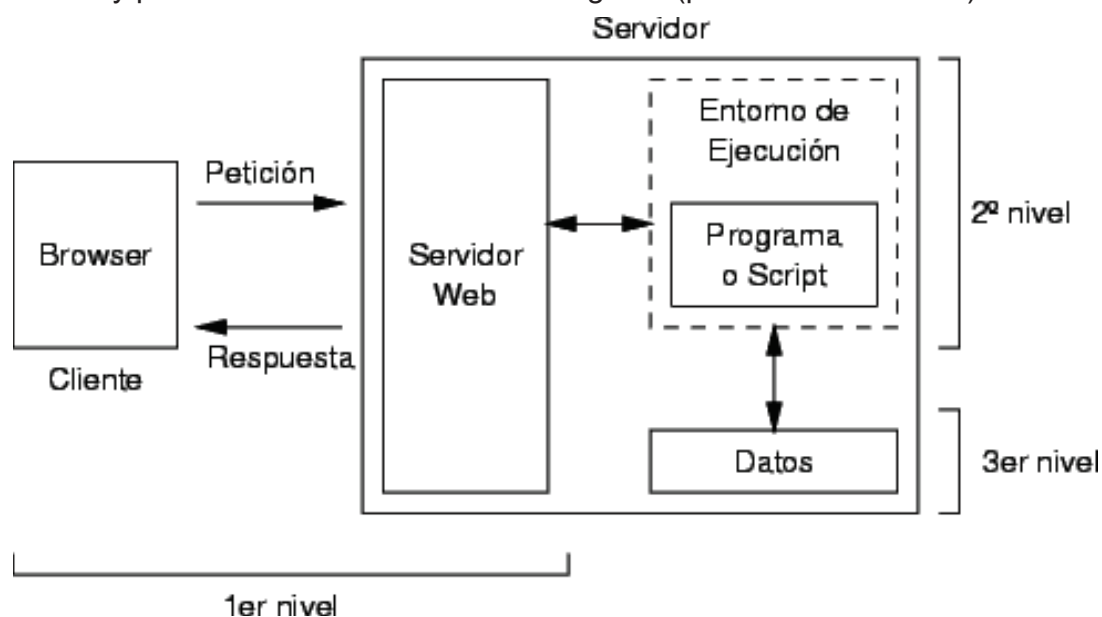 Servidor
Entorno de
Ejecución
Petición
2º nivel
Programa
o Script
Browser
Servidor
Web
Respuesta
Cliente
Datos
3er nivel
1er nivel